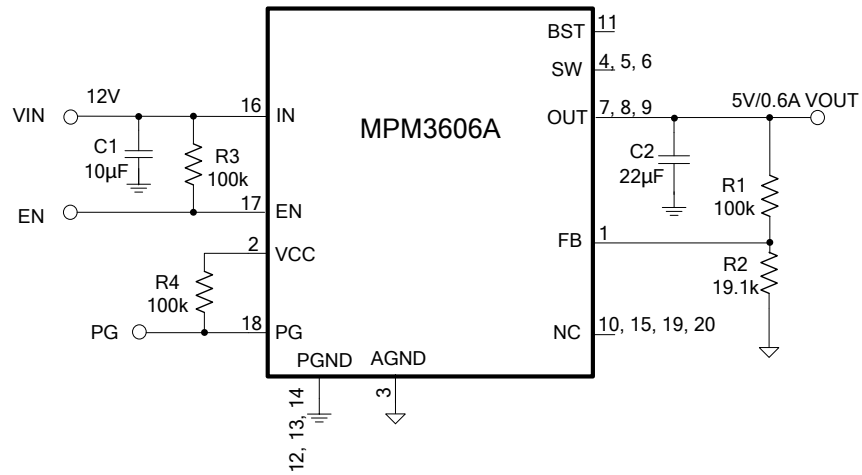 BST
11
SW
4, 5, 6
VIN
12V
16
IN
MPM3606A
OUT
7, 8, 9
5V/0.6A VOUT
C1
10µF
R3
100k
C2
22µF
R1
100k
EN
17
EN
2
VCC
FB
1
R4
100k
R2
19.1k
PG
18
PG
NC
10, 15, 19, 20
PGND
AGND
12, 13, 14
3